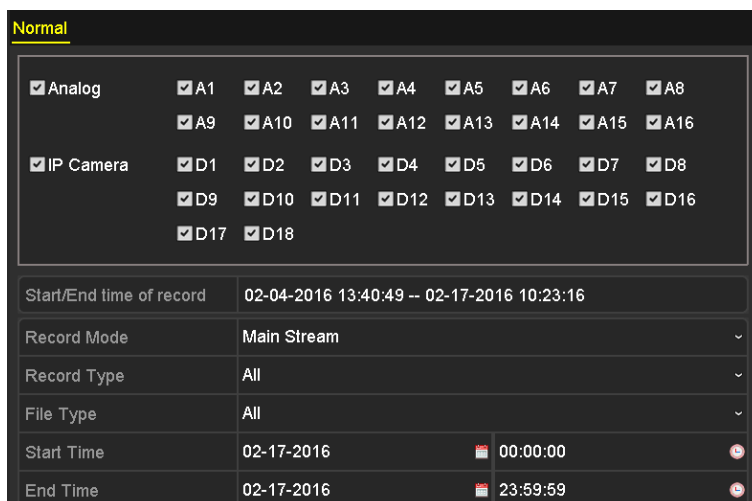 Normal
Analog A1 A2 A3 A4 A5 A6 A7 A8
A9 A10 A11 A12 A13 A14 A15 A16
IP Camera D1 D2 D3 D4 D5 D6 D7 D8
D9 D10 D11 D12 D13 D14 D15 D16
D17 D18
Start/End time of record 02-04-2016 13:40:49 -- 02-17-2016 10:23:16
Record Mode Main Stream
Record Type All
File Type All
Start Time 02-17-2016 00:00:00
End Time 02-17-2016 23:59:59